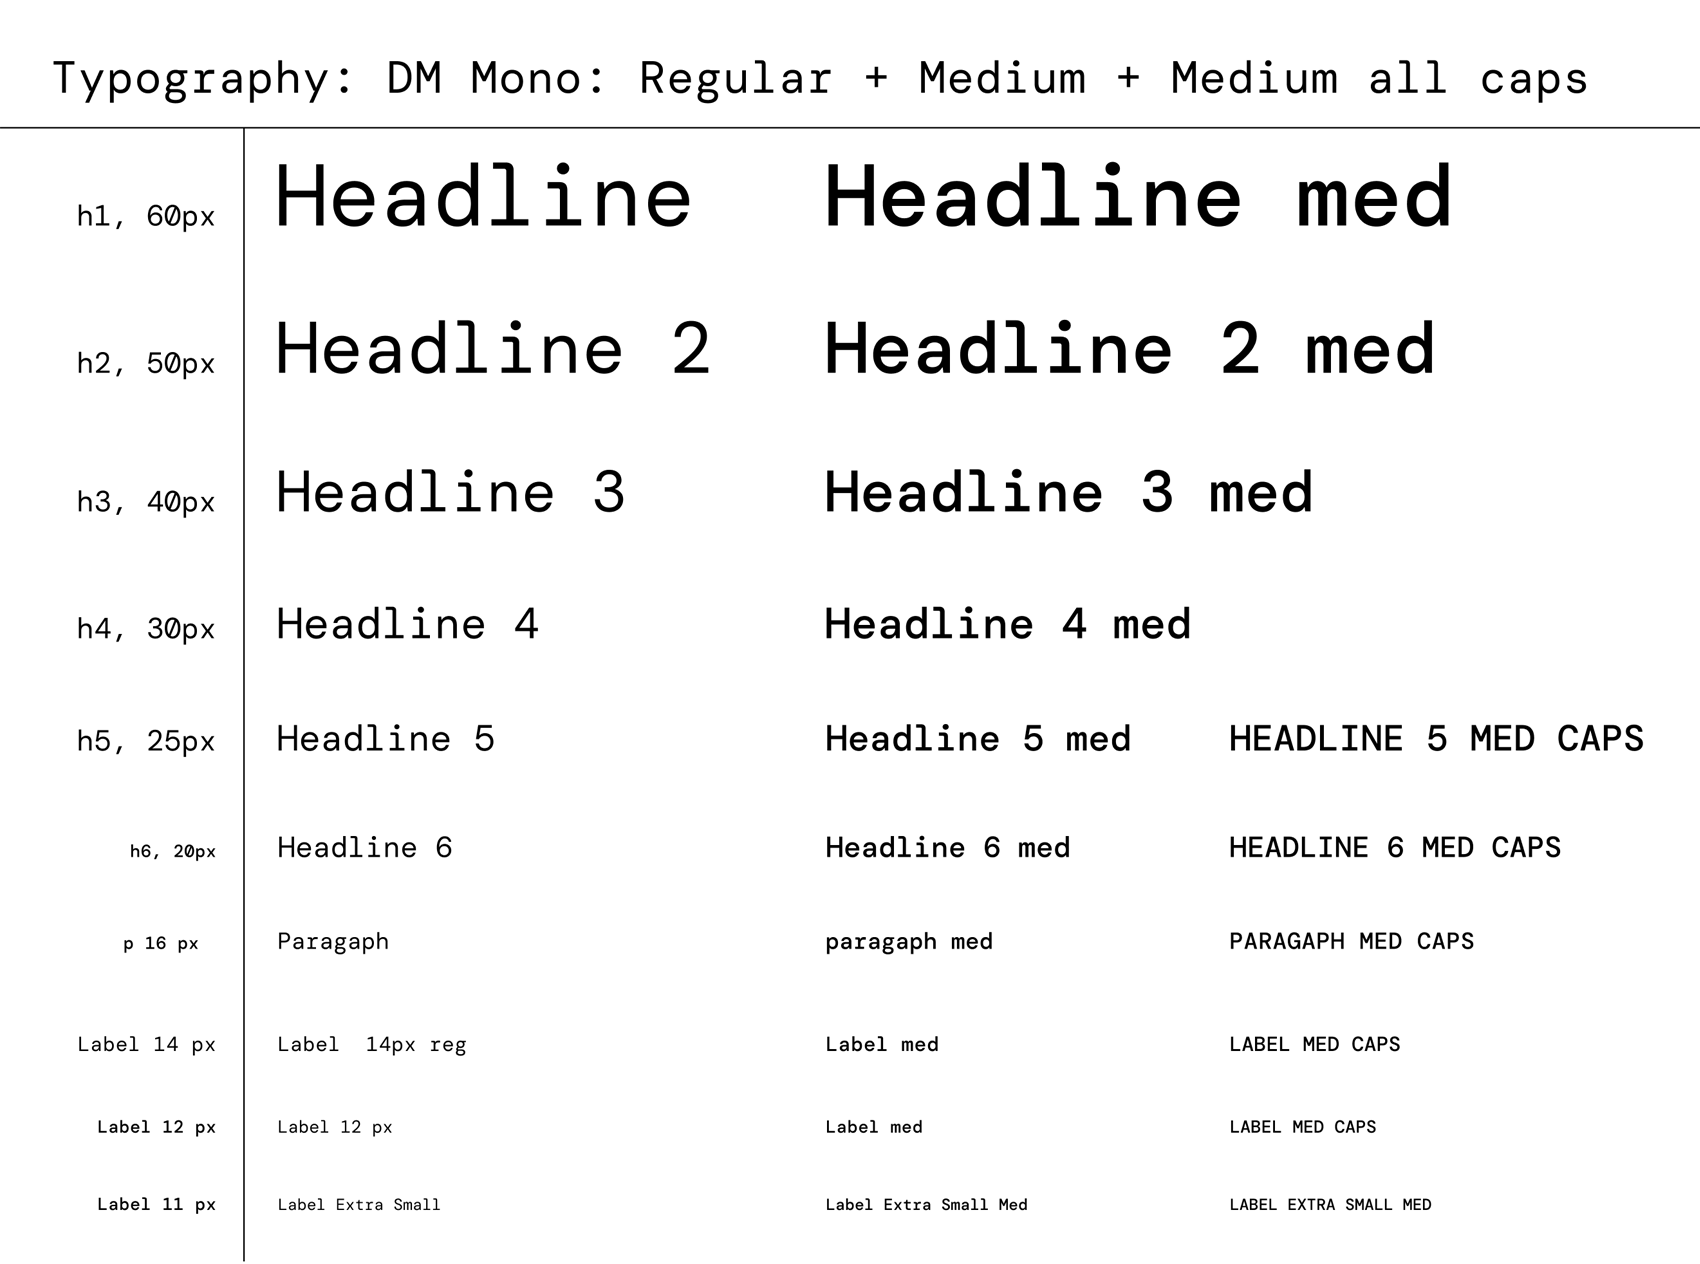 Typography: DM Mono: Regular + Medium + Medium all caps
h1, 60px Headline Headline med
h2, 50px Headline 2 Headline 2 med
h3, 40px Headline 3 Headline 3 med
h4, 30px Headline 4 Headline 4 med
h5, 25px Headline 5 Headline 5 med HEADLINE 5 MED CAPS
h6, 20px Headline 6 Headline 6 med HEADLINE 6 MED CAPS
p 16 px Paragaph paragaph med PARAGAPH MED CAPS
Label 14 px Label  14px reg Label med LABEL MED CAPS
Label 12 px Label 12 px Label med LABEL MED CAPS
Label 11 px Label Extra Small Label Extra Small Med LABEL EXTRA SMALL MED